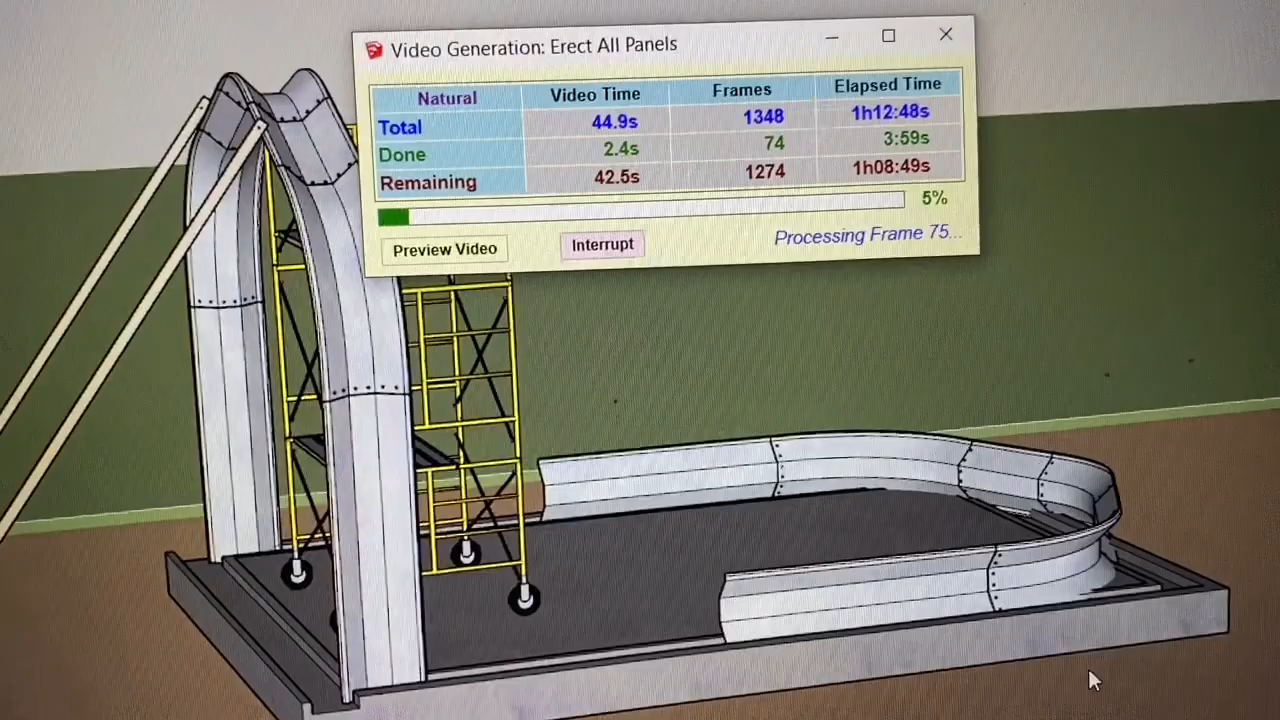 Video Generation: Erect All Panels
Natural Video Time Frames Elapsed Time
Total 44.9s 1348 1h12:48s
Done 2.4s 74 3:59s
Remaining 42.5s 1274 1h08:49s
5%
Preview Video Interrupt Processing Frame 75...